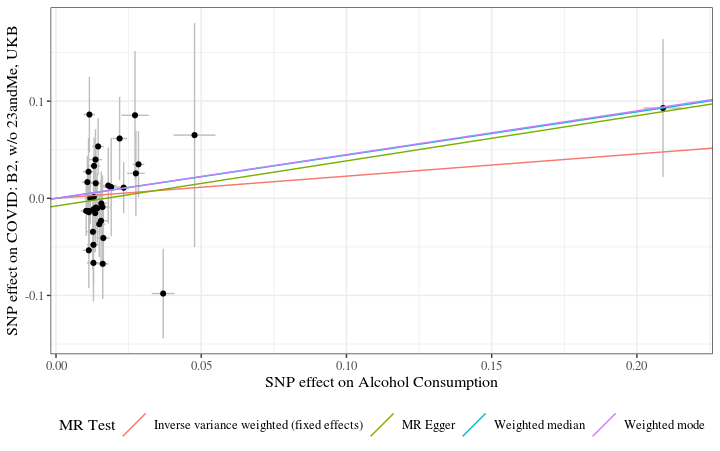 SNP effect on COVID: B2, w/o 23andMe, UKB
0.1
0.0
-0.1
0.00 0.05 0.10 0.15 0.20
SNP effect on Alcohol Consumption
MR Test Inverse variance weighted (fixed effects) MR Egger Weighted median Weighted mode